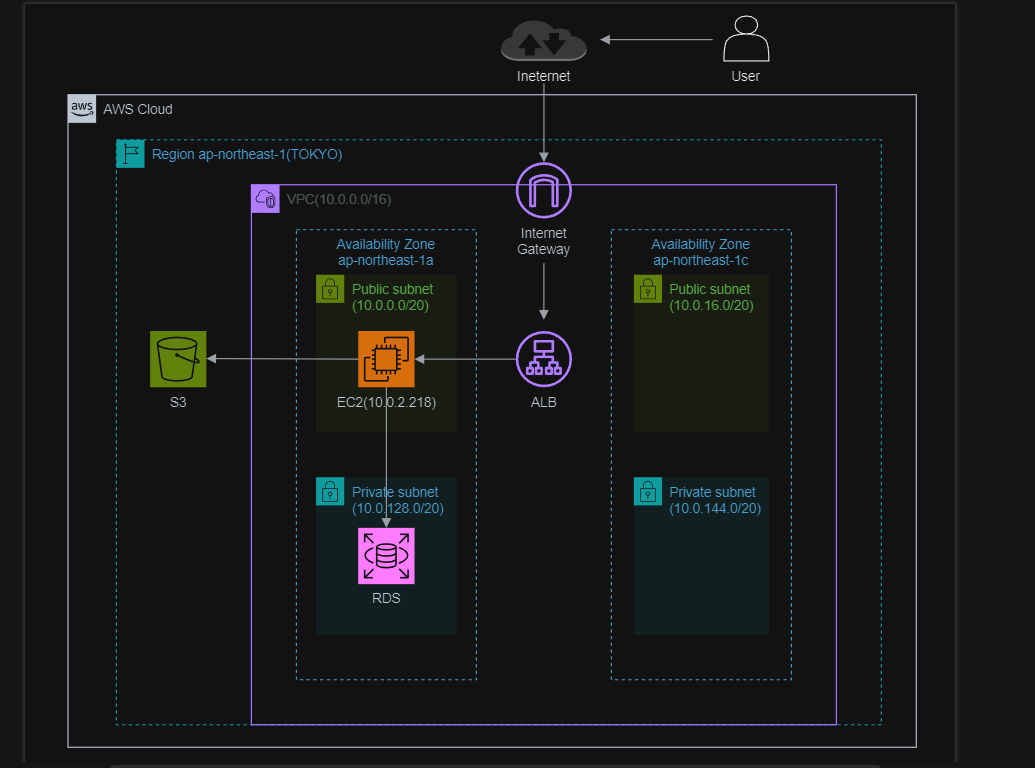 Ineternet
User
aws
AWS Cloud
Region ap-northeast-1(TOKYO)
VPC(10.0.0.0/16)
Internet
Gateway
Availability Zone
ap-northeast-1a
Availability Zone
ap-northeast-1c
Public subnet
(10.0.0.0/20)
Public subnet
(10.0.16.0/20)
S3
EC2(10.0.2.218)
ALB
Private subnet
(10.0.128.0/20)
Private subnet
(10.0.144.0/20)
RDS